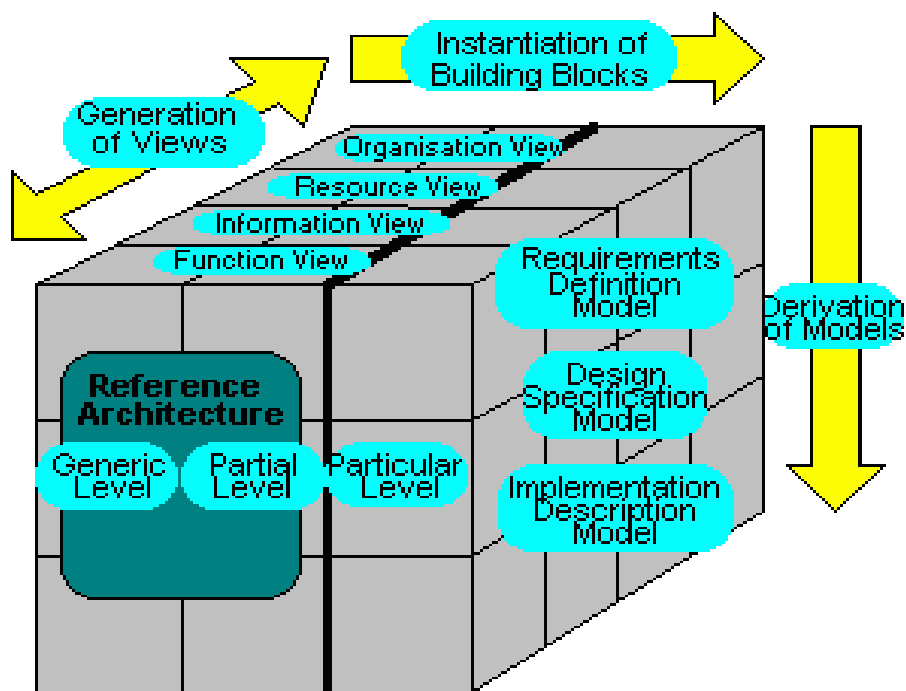 Instantiation of
Building Blocks
Generation
of Views
Organisation View
Resource View
Information View
Function View
Requirements
Definition
Model
Derivation
of Models
Design
Specification
Model
Reference
Architecture
Generic
Level
Partial
Level
Particular
Level
Implementation
Description
Model